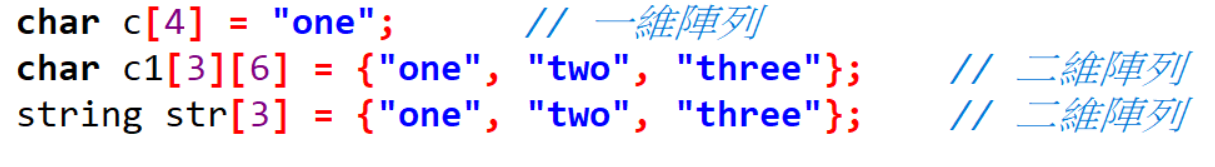 char c[4] = "one"; // 一維陣列
char c1[3][6] = {"one", "two", "three"}; // 二維陣列
string str[3] = {"one", "two", "three"}; // 二維陣列